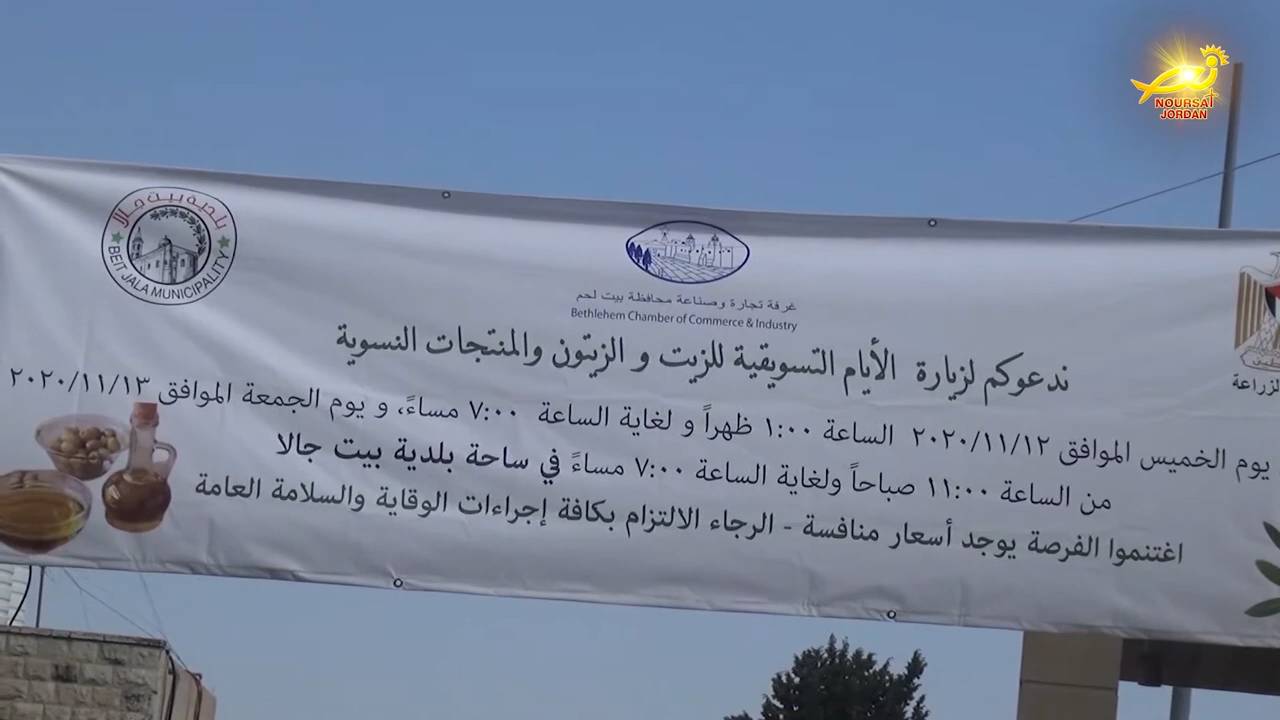 NOURSAT
JORDAN
بلدية بيت جالا
BEIT JALA MUNICIPALITY
غرفة تجارة وصناعة محافظة بيت لحم
Bethlehem Chamber of Commerce & Industry
لزراعة
ندعوكم لزيارة الأيام التسويقية للزيت و الزيتون والمنتجات النسوية
يوم الخميس الموافق ٢٠٢٠/١١/١٢ الساعة ١:٠٠ ظهراً و لغاية الساعة ٧:٠٠ مساءً، و يوم الجمعة الموافق ٢٠٢٠/١١/١٣
من الساعة ١١:٠٠ صباحاً ولغاية الساعة ٧:٠٠ مساءً في ساحة بلدية بيت جالا
اغتنموا الفرصة يوجد أسعار منافسة - الرجاء الالتزام بكافة إجراءات الوقاية والسلامة العامة